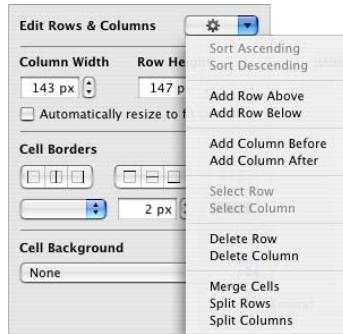 Edit Rows & Columns
Column Width
Row He
143 px
147 p
Automatically resize to f
Cell Borders
2 px
Cell Background
None
Sort Ascending
Sort Descending
Add Row Above
Add Row Below
Add Column Before
Add Column After
Select Row
Select Column
Delete Row
Delete Column
Merge Cells
Split Rows
Split Columns